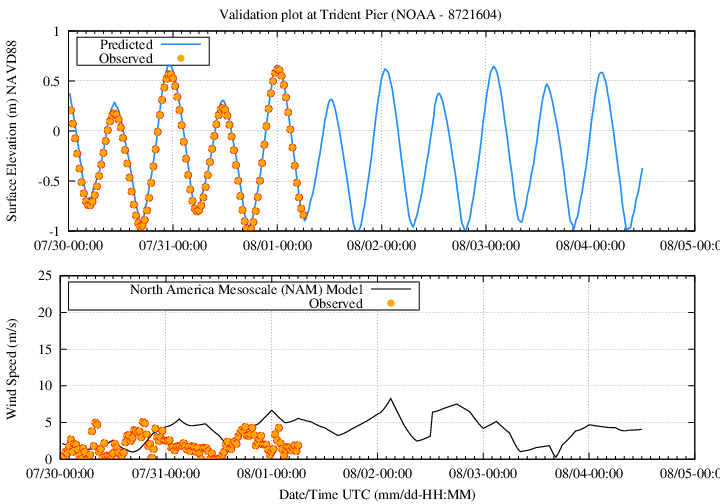 Validation plot at Trident Pier (NOAA - 8721604)
Surface Elevation (m) NAVD88
1
0.5
0
-0.5
-1
Predicted
Observed
07/30-00:00 07/31-00:00 08/01-00:00 08/02-00:00 08/03-00:00 08/04-00:00 08/05-00:00
Wind Speed (m/s)
25
20
15
10
5
0
North America Mesoscale (NAM) Model
Observed
07/30-00:00 07/31-00:00 08/01-00:00 08/02-00:00 08/03-00:00 08/04-00:00 08/05-00:00
Date/Time UTC (mm/dd-HH:MM)